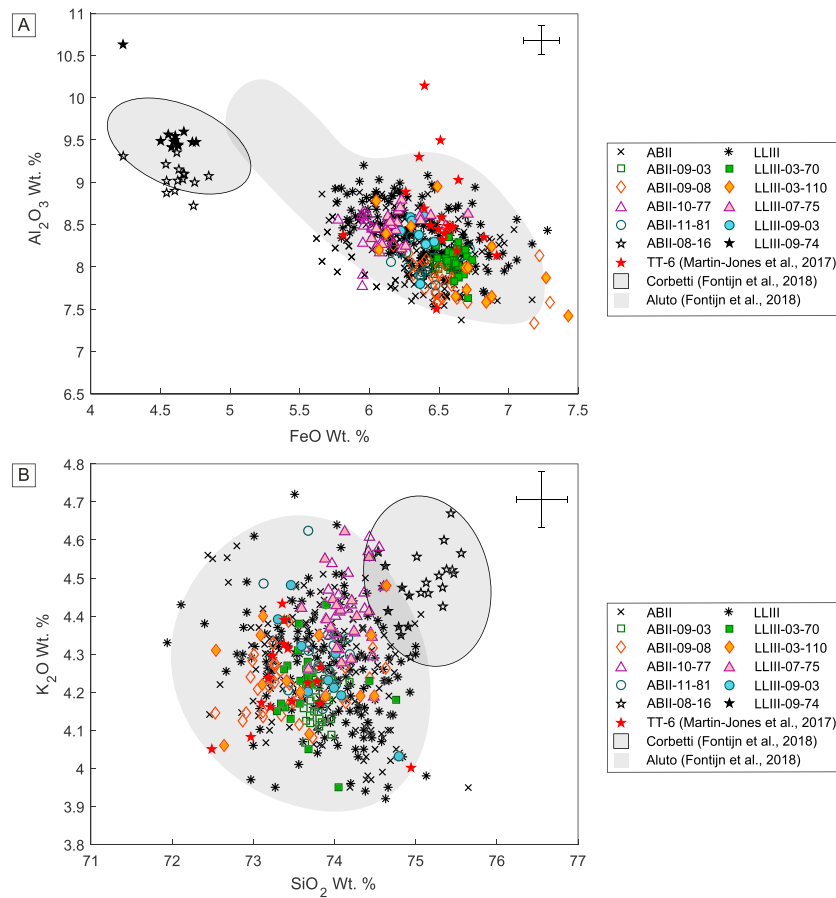 A
11
10.5
10
9.5
9
8.5
8
7.5
7
6.5
Al2O3 Wt. %
4 4.5 5 5.5 6 6.5 7 7.5
FeO Wt. %
ABII LLIII
ABII-09-03 LLIII-03-70
ABII-09-08 LLIII-03-110
ABII-10-77 LLIII-07-75
ABII-11-81 LLIII-09-03
ABII-08-16 LLIII-09-74
TT-6 (Martin-Jones et al., 2017)
Corbetti (Fontijn et al., 2018)
Aluto (Fontijn et al., 2018)
B
4.8
4.7
4.6
4.5
4.4
4.3
4.2
4.1
4
3.9
3.8
K2O Wt. %
71 72 73 74 75 76 77
SiO2 Wt. %
ABII LLIII
ABII-09-03 LLIII-03-70
ABII-09-08 LLIII-03-110
ABII-10-77 LLIII-07-75
ABII-11-81 LLIII-09-03
ABII-08-16 LLIII-09-74
TT-6 (Martin-Jones et al., 2017)
Corbetti (Fontijn et al., 2018)
Aluto (Fontijn et al., 2018)